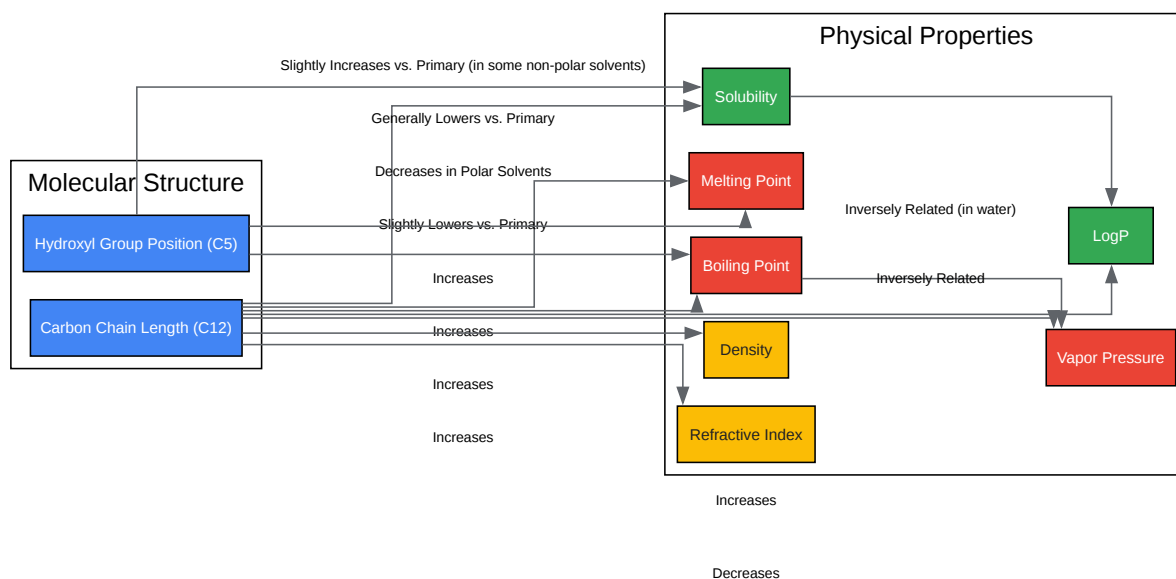 Physical Properties
Slightly Increases vs. Primary (in some non-polar solvents)
Solubility
Generally Lowers vs. Primary
Decreases in Polar Solvents
Molecular Structure
Melting Point
Inversely Related (in water)
Slightly Lowers vs. Primary
LogP
Hydroxyl Group Position (C5)
Boiling Point
Increases
Inversely Related
Carbon Chain Length (C12)
Increases
Density
Vapor Pressure
Increases
Increases
Refractive Index
Increases
Decreases